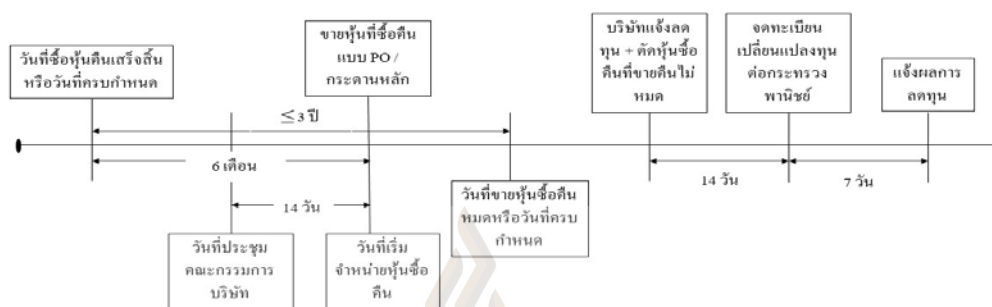 วันที่ซื้อหุ้นคืนเสร็จสิ้น
หรือวันที่ครบกำหนด
ขายหุ้นที่ซื้อคืน
แบบ PO /
กระดานหลัก
บริษัทแจ้งลด
ทุน + ตัดหุ้นซื้อ
คืนที่ขายคืนไม่
หมด
จดทะเบียน
เปลี่ยนแปลงทุน
ต่อกระทรวง
พานิชย์
แจ้งผลการ
ลดทุน
≤ 3 ปี
6 เดือน
14 วัน
7 วัน
14 วัน
วันที่ประชุม
คณะกรรมการ
บริษัท
วันที่เริ่ม
จำหน่ายหุ้นซื้อ
คืน
วันที่ขายหุ้นซื้อคืน
หมดหรือวันที่ครบ
กำหนด